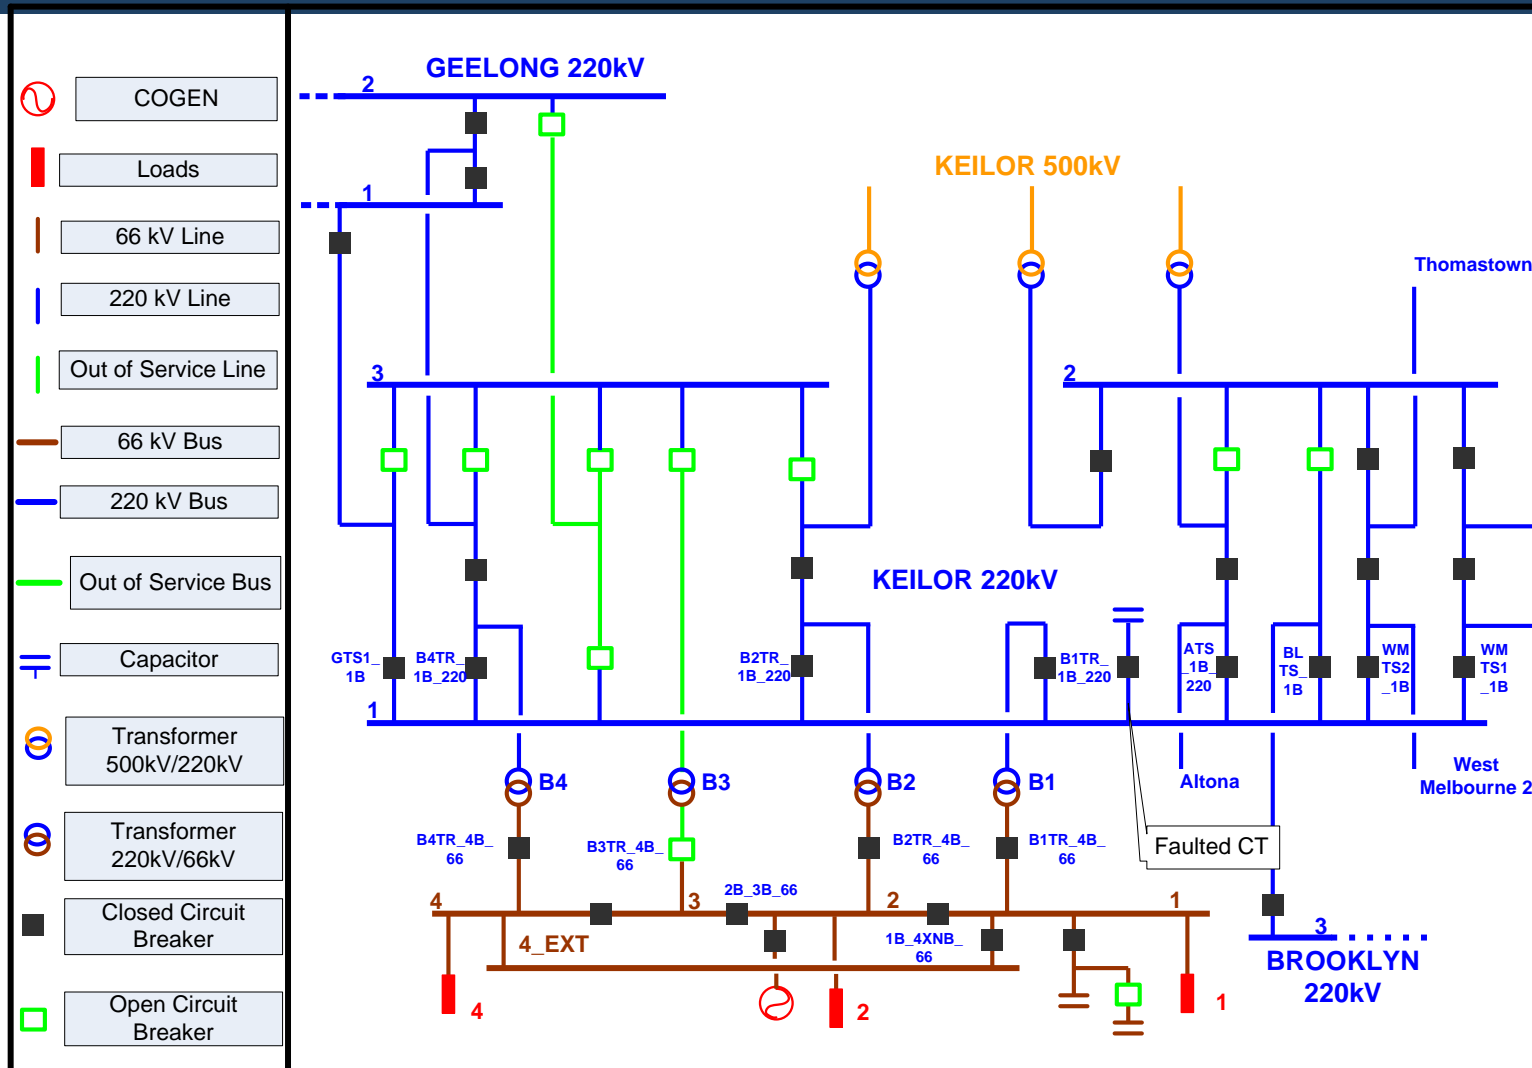 COGEN
Loads
66 kV Line
220 kV Line
Out of Service Line
66 kV Bus
220 kV Bus
Out of Service Bus
Capacitor
Transformer
500kV/220kV
Transformer
220kV/66kV
Closed Circuit
Breaker
Open Circuit
Breaker
GEELONG 220kV
2
1
KEILOR 500kV
Thomastown
3
2
KEILOR 220kV
GTS1_
1B
B4TR_
1B_220
B2TR_
1B_220
B1TR_
1B_220
ATS
_1B_
220
BL
TS_
1B
WM
TS2
_1B
WM
TS1
_1B
1
B4
B3
B2
B1
Altona
West
Melbourne 2
B4TR_4B_
66
B3TR_4B_
66
B2TR_4B_
66
B1TR_4B_
66
Faulted CT
4
3
2B_3B_66
2
1
4_EXT
1B_4XNB_
66
3
BROOKLYN
220kV
4
2
1